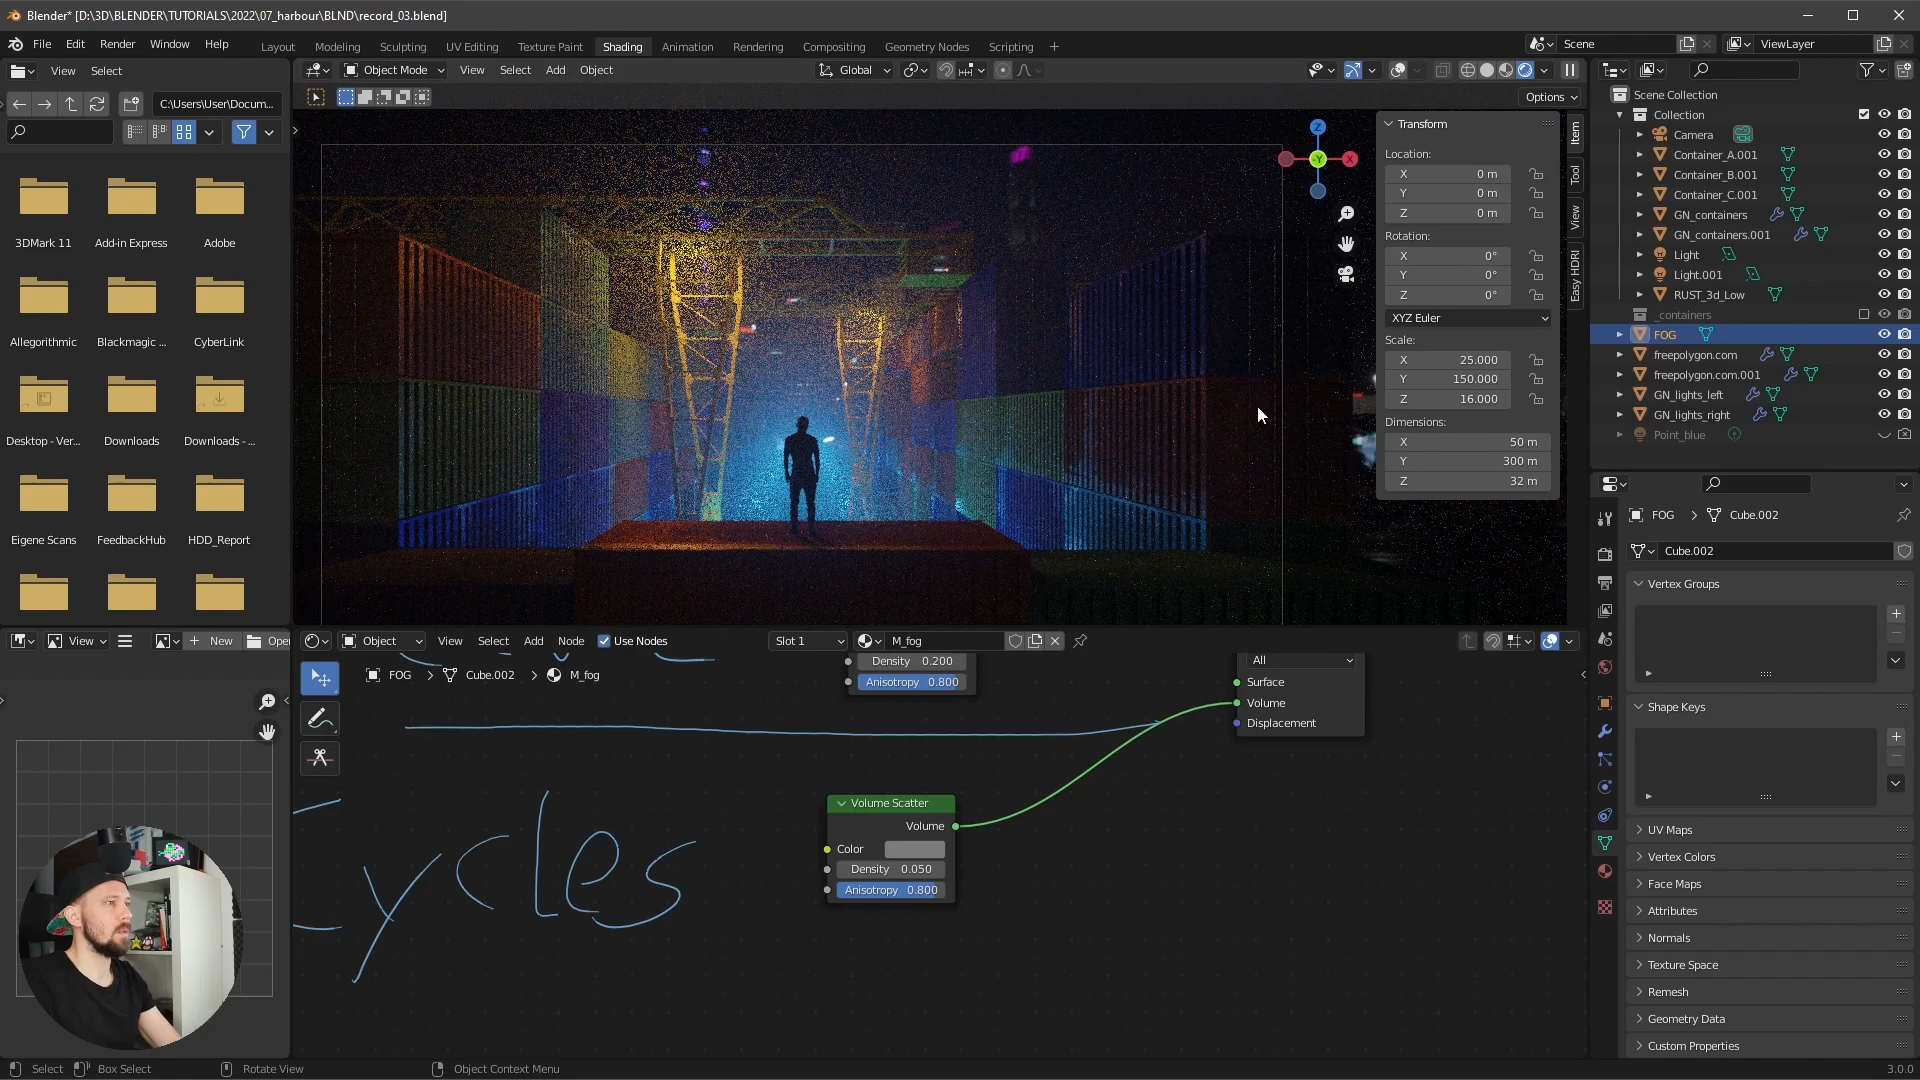 Blender* [D:\3D\BLENDER\TUTORIALS\2022\07_harbour\BLND\record_03.blend]
File Edit Render Window Help Layout Modeling Sculpting UV Editing Texture Paint Shading Animation Rendering Compositing Geometry Nodes Scripting + Scene ViewLayer
View Select Object Mode View Select Add Object Global
C:\Users\User\Docum... Options
3DMark 11 Add-in Express Adobe
Allegorithmic Blackmagic ... CyberLink
Desktop - Ver... Downloads Downloads - ...
Eigene Scans FeedbackHub HDD_Report
Z
-Y X
Transform
Location:
X 0 m
Y 0 m
Z 0 m
Rotation:
X 0°
Y 0°
Z 0°
XYZ Euler
Scale:
X 25.000
Y 150.000
Z 16.000
Dimensions:
X 50 m
Y 300 m
Z 32 m
Item
Tool
View
Easy HDRI
Scene Collection
Collection
Camera
Container_A.001
Container_B.001
Container_C.001
GN_containers
GN_containers.001
Light
Light.001
RUST_3d_Low
_containers
FOG
freepolygon.com
freepolygon.com.001
GN_lights_left
GN_lights_right
Point_blue
FOG > Cube.002
Cube.002
Vertex Groups
Shape Keys
UV Maps
Vertex Colors
Face Maps
Attributes
Normals
Texture Space
Remesh
Geometry Data
Custom Properties
View + New Ope
Object View Select Add Node Use Nodes Slot 1 M_fog
FOG > Cube.002 > M_fog
Density 0.200
Anisotropy 0.800
All
Surface
Volume
Displacement
Volume Scatter
Volume
Color
Density 0.050
Anisotropy 0.800
ycles
Select Box Select Rotate View Object Context Menu 3.0.0